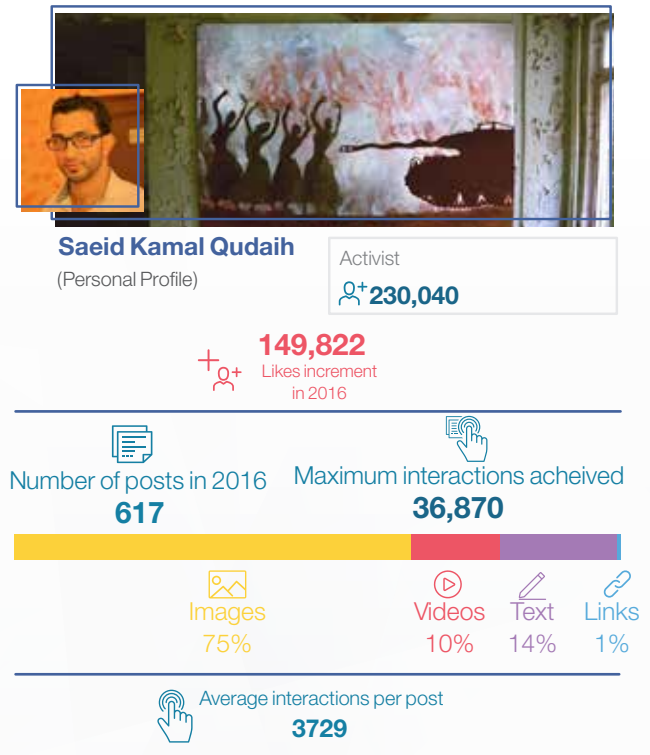 Saeid Kamal Qudaih
(Personal Profile)
Activist
230,040
149,822
Likes increment
in 2016
Number of posts in 2016
617
Maximum interactions acheived
36,870
Images
75%
Videos
10%
Text
14%
Links
1%
Average interactions per post
3729